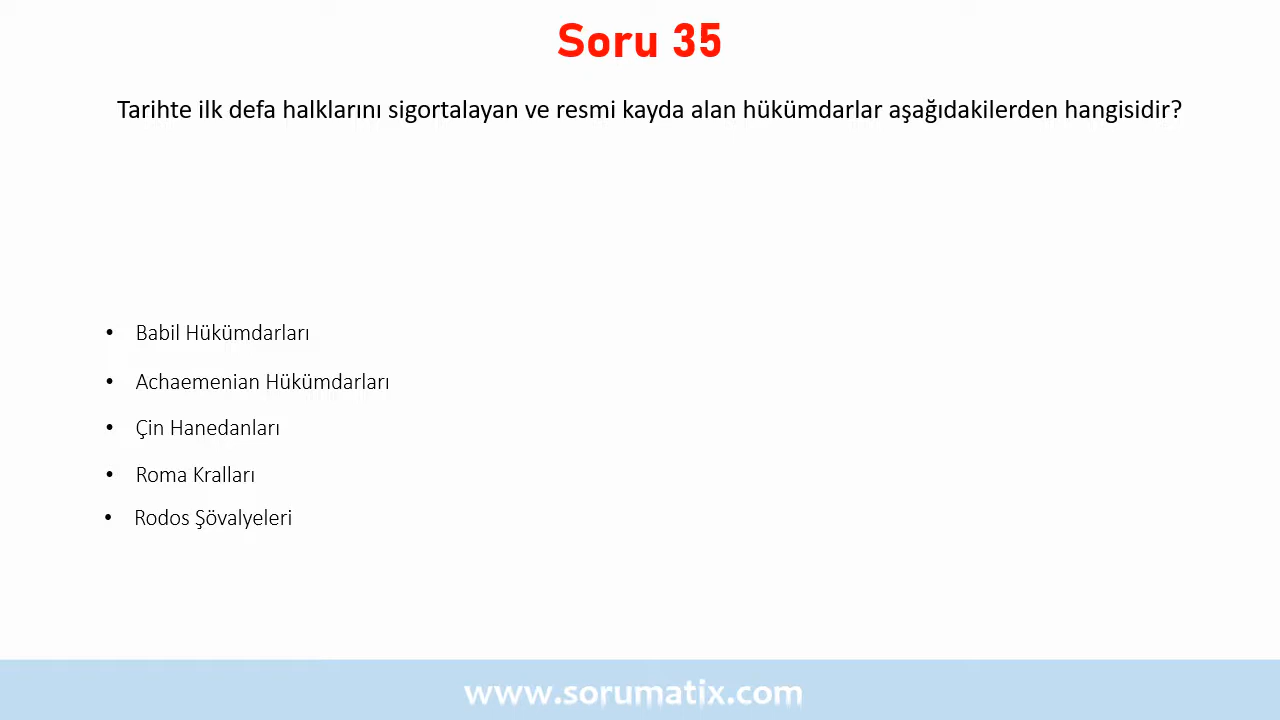 Soru 35
Tarihte ilk defa halklarını sigortalayan ve resmi kayda alan hükümdarlar aşağıdakilerden hangisidir?
• Babil Hükümdarları
• Achaemenian Hükümdarları
• Çin Hanedanları
• Roma Kralları
• Rodos Şövalyeleri
www.sorumatix.com